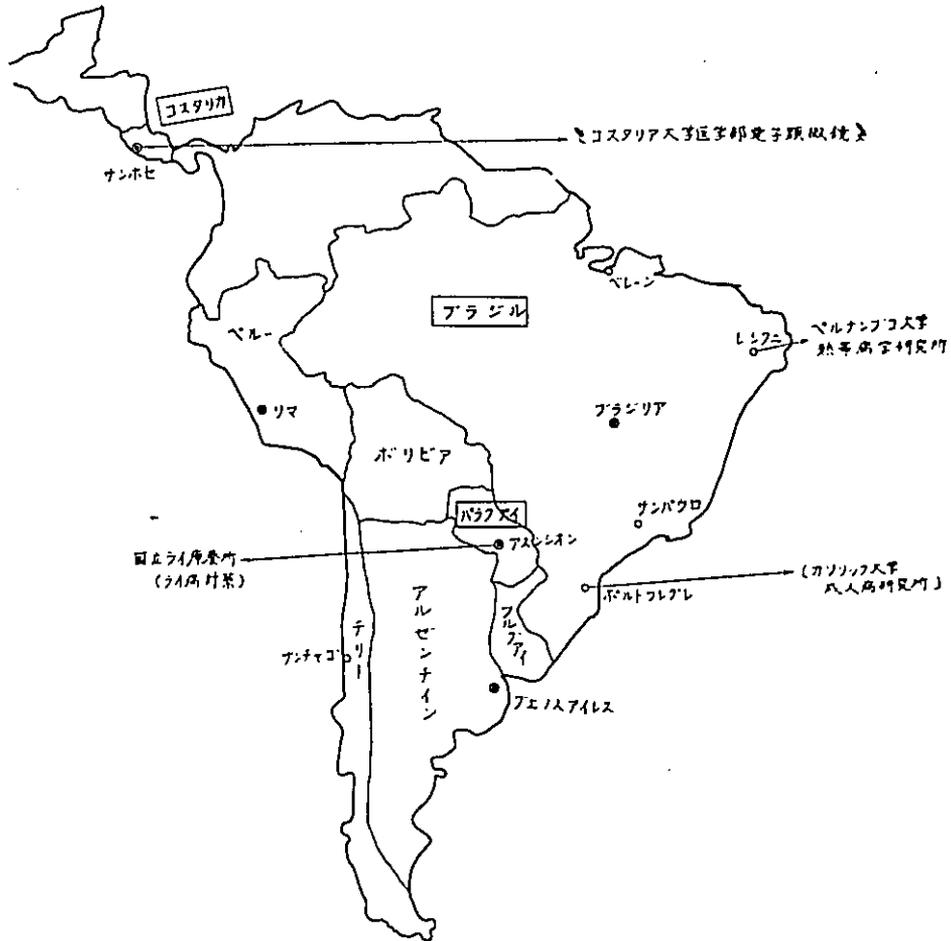 コスタリカ
コスタリア大学医学部電子顕微鏡
サンホセ
ベレーン
ブラジル
ペルー
レシフェ
ペルナンブコ大学
熱帯病学研究所
リマ
ブラジリア
ボリビア
サンパウロ
パラグアイ
アスンシオン
国立ライ療養所
(ライ病対策)
カソリック大学
成人病研究所
ポルトアレグレ
アルゼンチイン
ウルグアイ
チリー
サンチャゴ
ブエノスアイレス